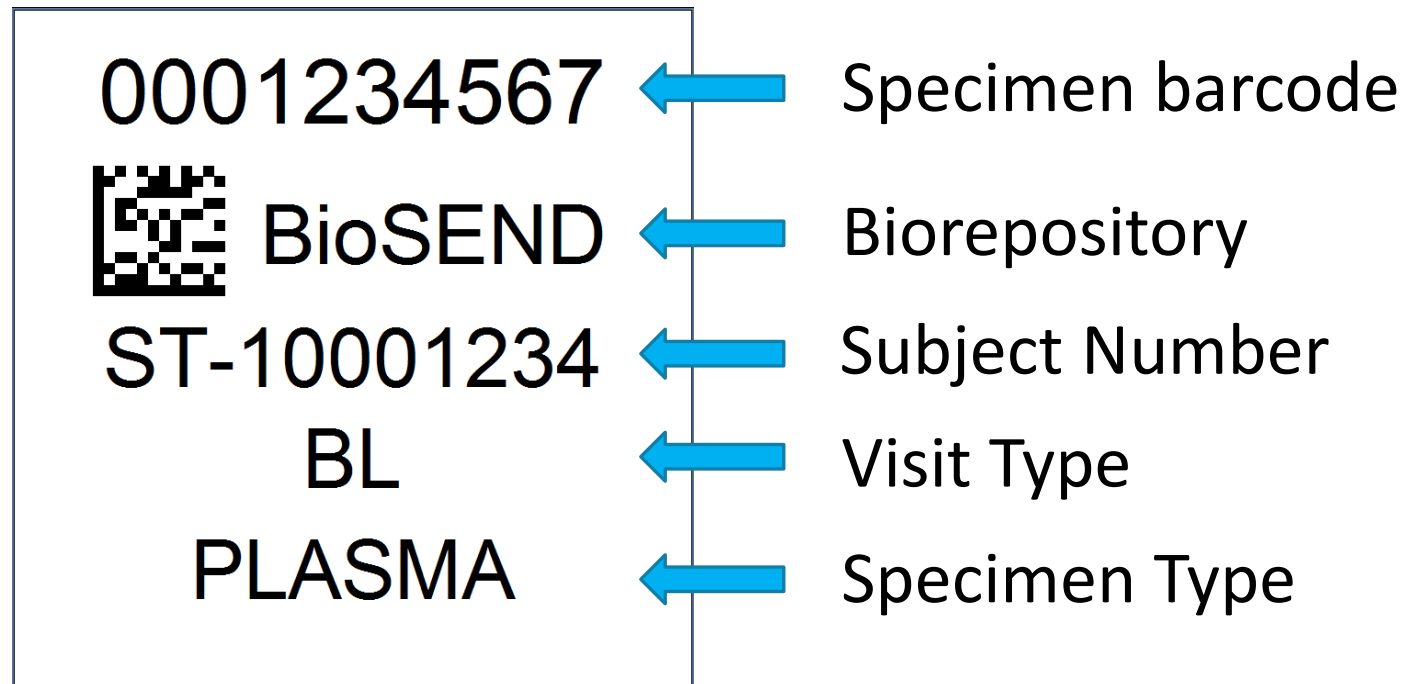 0001234567 Specimen barcode
BioSEND Biorepository
ST-10001234 Subject Number
BL Visit Type
PLASMA Specimen Type